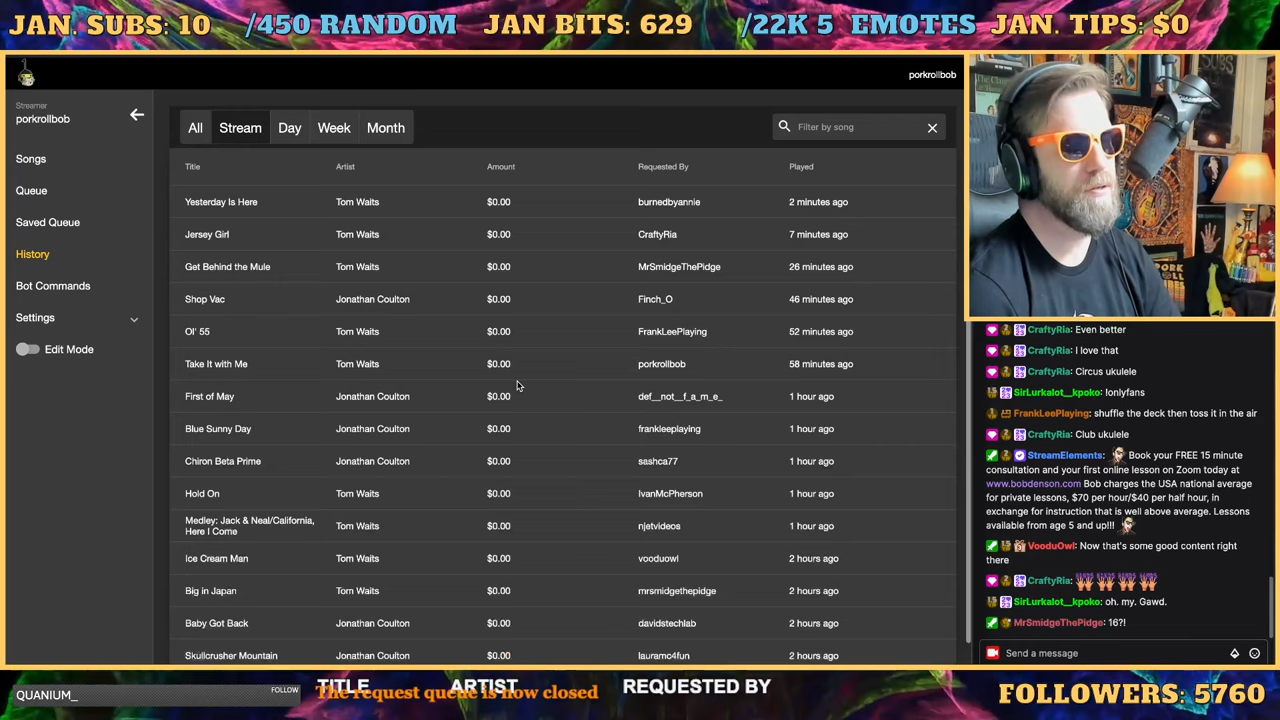 JAN. SUBS: 10 /450 RANDOM JAN BITS: 629 /22K 5 EMOTES JAN. TIPS: $0
porkrollbob
Streamer
porkrollbob
Songs
Queue
Saved Queue
History
Bot Commands
Settings
Edit Mode
All Stream Day Week Month
Filter by song
Title Artist Amount Requested By Played
Yesterday Is Here Tom Waits $0.00 burnedbyannie 2 minutes ago
Jersey Girl Tom Waits $0.00 CraftyRia 7 minutes ago
Get Behind the Mule Tom Waits $0.00 MrSmidgeThePidge 26 minutes ago
Shop Vac Jonathan Coulton $0.00 Finch_O 46 minutes ago
Ol' 55 Tom Waits $0.00 FrankLeePlaying 52 minutes ago
Take It with Me Tom Waits $0.00 porkrollbob 58 minutes ago
First of May Jonathan Coulton $0.00 def__not__f_a_m_e_ 1 hour ago
Blue Sunny Day Jonathan Coulton $0.00 frankleeplaying 1 hour ago
Chiron Beta Prime Jonathan Coulton $0.00 sashca77 1 hour ago
Hold On Tom Waits $0.00 IvanMcPherson 1 hour ago
Medley: Jack & Neal/California,
Here I Come Tom Waits $0.00 njetvideos 1 hour ago
Ice Cream Man Tom Waits $0.00 vooduowl 2 hours ago
Big in Japan Tom Waits $0.00 mrsmidgethepidge 2 hours ago
Baby Got Back Jonathan Coulton $0.00 davidstechlab 2 hours ago
Skullcrusher Mountain Jonathan Coulton $0.00 lauramc4fun 2 hours ago
PORK
ROLL
CraftyRia: Even better
CraftyRia: I love that
CraftyRia: Circus ukulele
SirLurkalot__kpoko: lonlyfans
FrankLeePlaying: shuffle the deck then toss it in the air
CraftyRia: Club ukulele
StreamElements: Book your FREE 15 minute
consultation and your first online lesson on Zoom today at
www.bobdenson.com Bob charges the USA national average
for private lessons, $70 per hour/$40 per half hour, in
exchange for instruction that is well above average. Lessons
available from age 5 and up!!!
VooduOwl: Now that's some good content right
there
CraftyRia:
SirLurkalot__kpoko: oh. my. Gawd.
MrSmidgeThePidge: 16?!
Send a message
QUANIUM_ FOLLOW
TITLE ARTIST REQUESTED BY
The request queue is now closed
FOLLOWERS: 5760